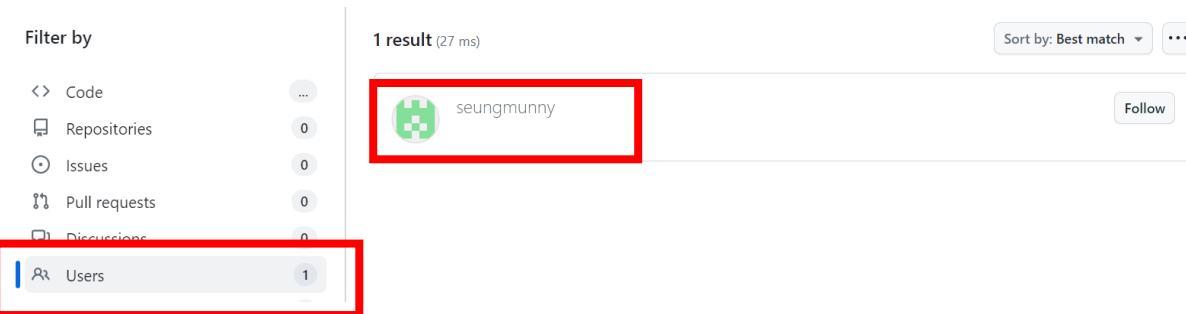 Filter by
Code ...
Repositories 0
Issues 0
Pull requests 0
Discussions 0
Users 1
1 result (27 ms)
Sort by: Best match
seungmunny
Follow